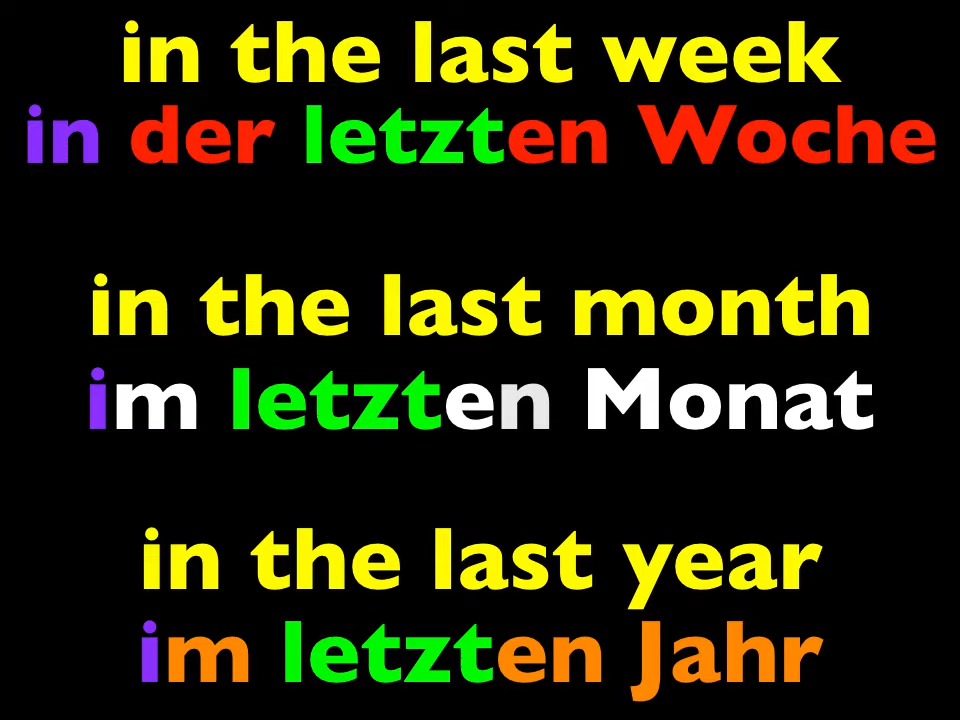 in the last week
in der letzten Woche
in the last month
im letzten Monat
in the last year
im letzten Jahr